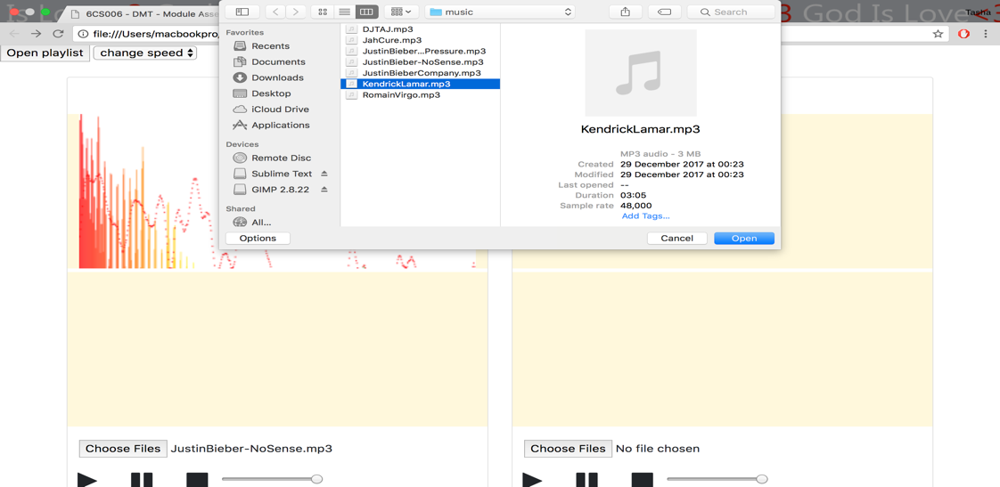 God Is Love <3
Tasha
6CS006 - DMT - Module Asse
music
Search
file:///Users/macbookpro/
Open playlist
change speed
Favorites
Recents
Documents
Downloads
Desktop
iCloud Drive
Applications
Devices
Remote Disc
Sublime Text
GIMP 2.8.22
Shared
All...
DJTAJ.mp3
JahCure.mp3
JustinBieber...Pressure.mp3
JustinBieber-NoSense.mp3
JustinBieberCompany.mp3
KendrickLamar.mp3
RomainVirgo.mp3
KendrickLamar.mp3
MP3 audio - 3 MB
Created 29 December 2017 at 00:23
Modified 29 December 2017 at 00:23
Last opened --
Duration 03:05
Sample rate 48,000
Add Tags...
Options
Cancel
Open
Choose Files JustinBieber-NoSense.mp3
Choose Files No file chosen